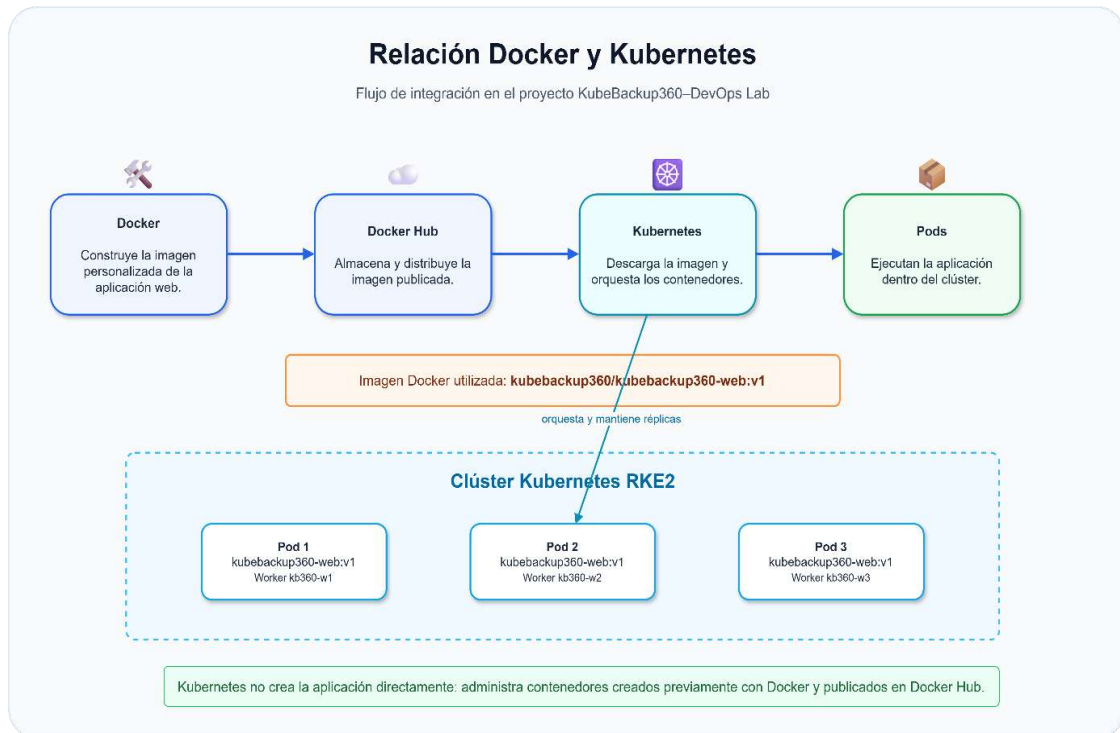 Relación Docker y Kubernetes
Flujo de integración en el proyecto KubeBackup360–DevOps Lab
Docker
Construye la imagen
personalizada de la
aplicación web.
Docker Hub
Almacena y distribuye la
imagen publicada.
Kubernetes
Descarga la imagen y
orquesta los contenedores.
Pods
Ejecutan la aplicación
dentro del clúster.
Imagen Docker utilizada: kubebackup360/kubebackup360-web:v1
orquesta y mantiene réplicas
Clúster Kubernetes RKE2
Pod 1
kubebackup360-web:v1
Worker kb360-w1
Pod 2
kubebackup360-web:v1
Worker kb360-w2
Pod 3
kubebackup360-web:v1
Worker kb360-w3
Kubernetes no crea la aplicación directamente: administra contenedores creados previamente con Docker y publicados en Docker Hub.